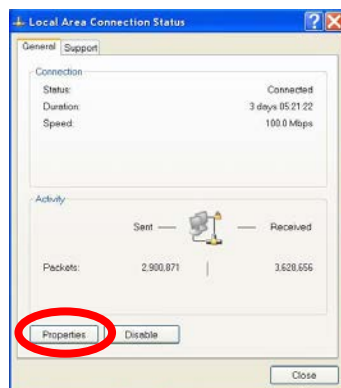 Local Area Connection Status
General Support
Connection
Status: Connected
Duration: 3 days 05:21:22
Speed: 100.0 Mbps
Activity
Sent — — Received
Packets: 2,900,871 | 3,628,656
Properties Disable
Close